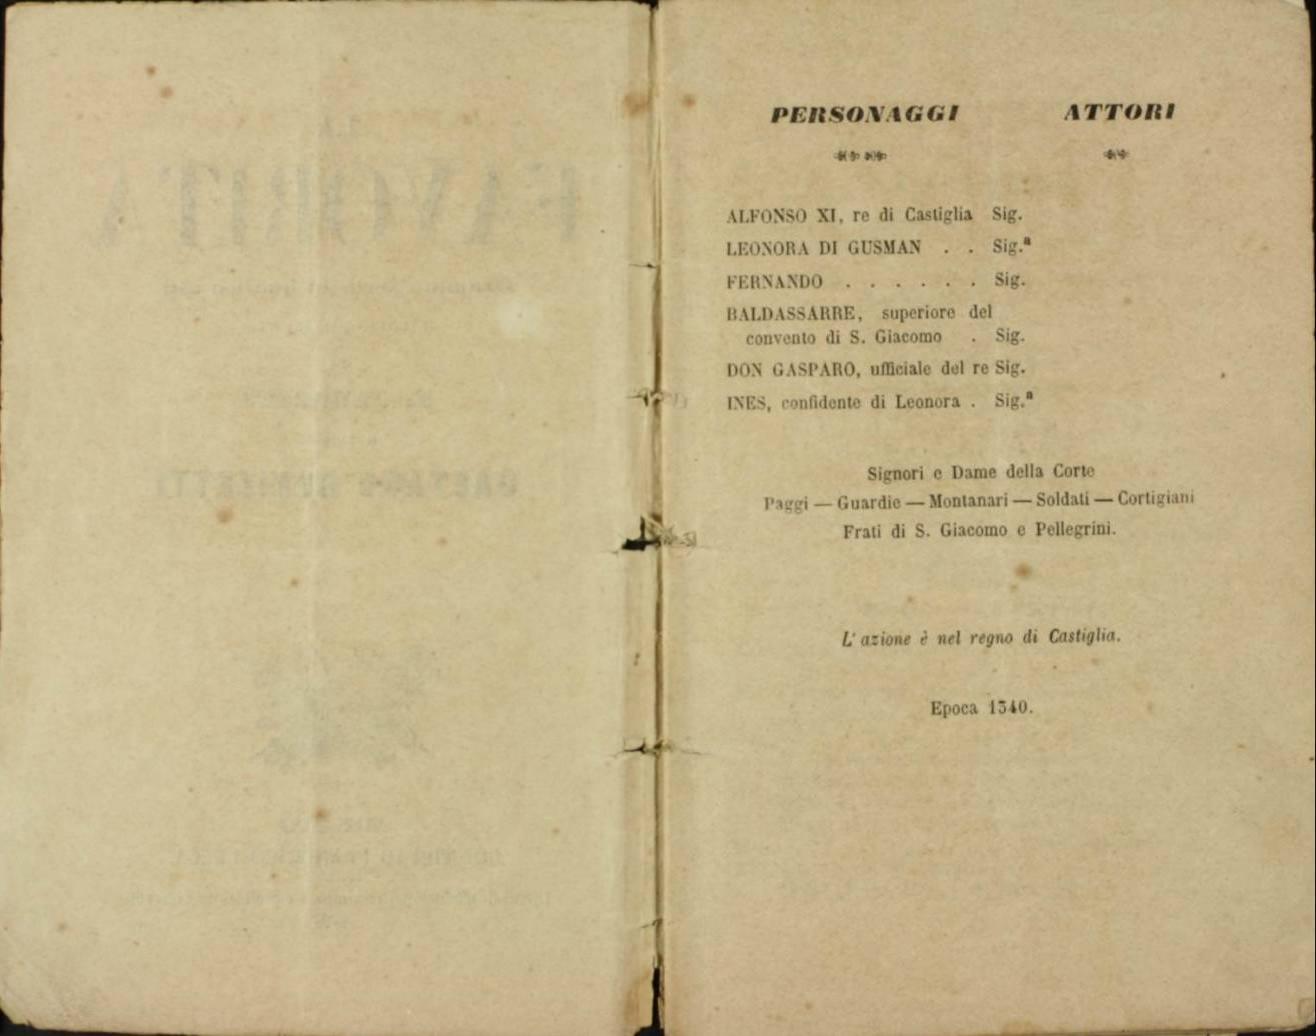 PERSONAGGI ATTORI
ALFONSO XI, re di Castiglia Sig.
LEONORA DI GUSMAN . . Sig.ª
FERNANDO . . . . . . Sig.
BALDASSARRE, superiore del
convento di S. Giacomo . Sig.
DON GASPARO, ufficiale del re Sig.
INES, confidente di Leonora . Sig.ª
Signori e Dame della Corte
Paggi — Guardie — Montanari — Soldati — Cortigiani
Frati di S. Giacomo e Pellegrini.
L'azione è nel regno di Castiglia.
Epoca 1340.